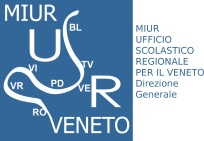 MIUR
U
BL
VI
TV
PD
VR
VE
R
RO
VENETO
MIUR
UFFICIO
SCOLASTICO
REGIONALE
PER IL VENETO
Direzione
Generale